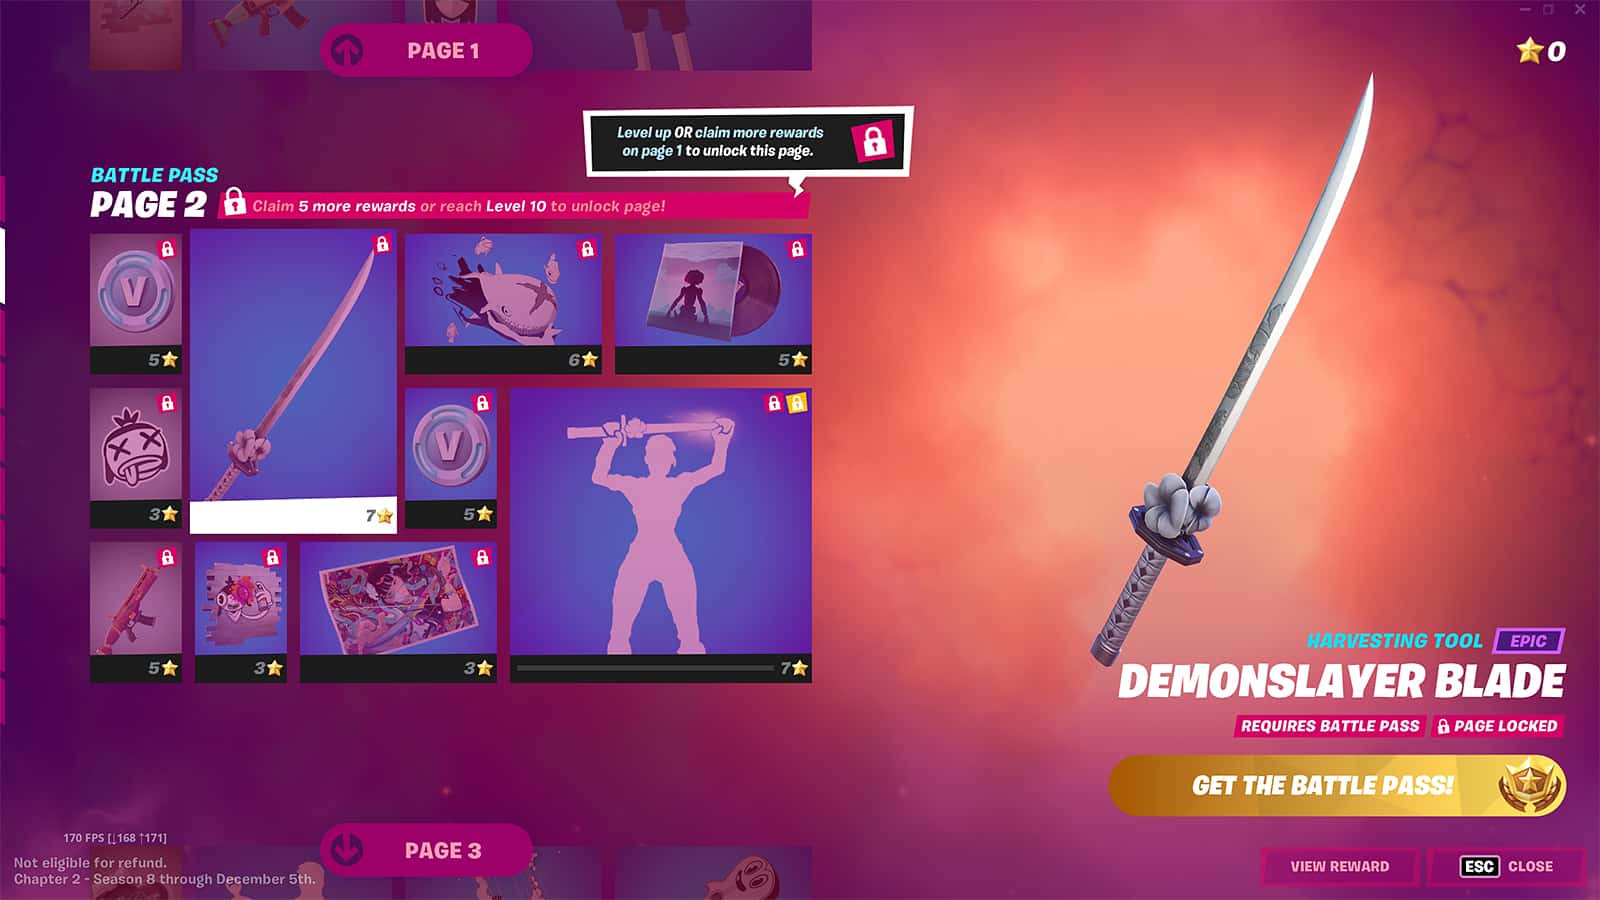 PAGE 1
0
Level up OR claim more rewards
on page 1 to unlock this page.
BATTLE PASS
PAGE 2
Claim 5 more rewards or reach Level 10 to unlock page!
V
5
7
6
5
3
V
5
5
3
3
7
HARVESTING TOOL EPIC
DEMONSLAYER BLADE
REQUIRES BATTLE PASS PAGE LOCKED
GET THE BATTLE PASS!
170 FPS [↓168 ↑171]
Not eligible for refund.
Chapter 2 - Season 8 through December 5th.
PAGE 3
VIEW REWARD
ESC CLOSE